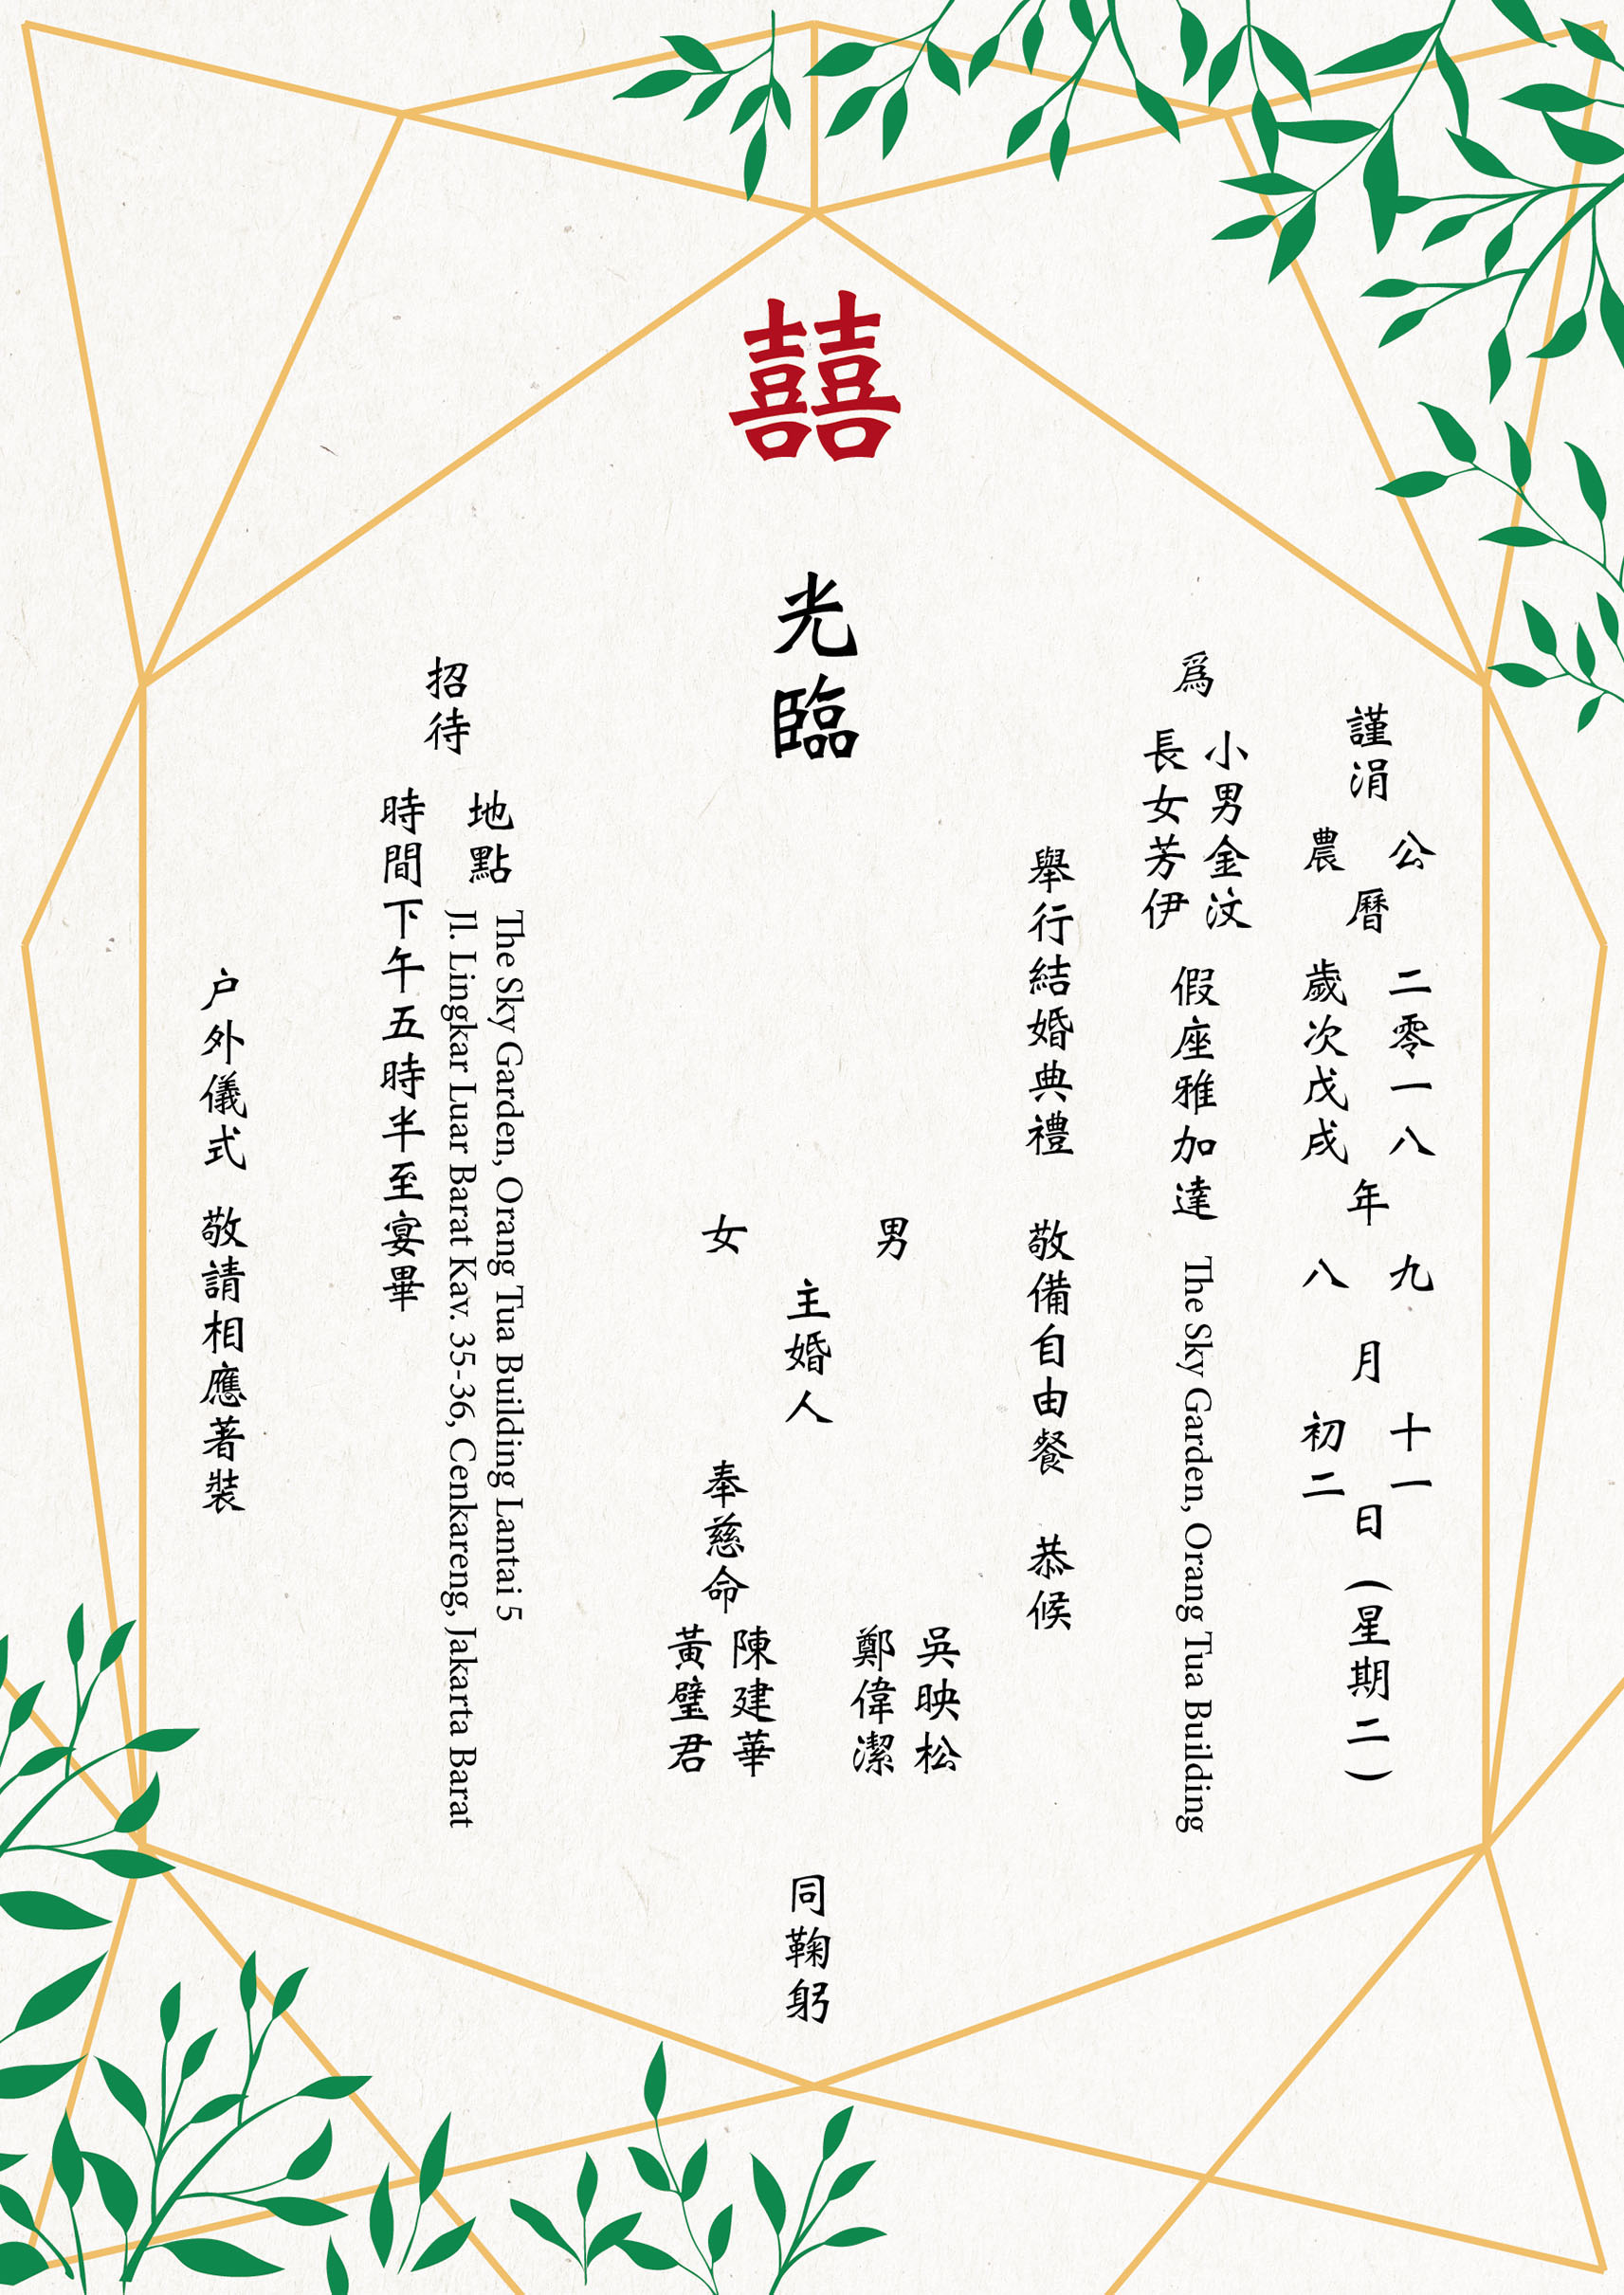 囍
謹涓
公
農
曆
二零一八
歲次戊戌
年
九
八
月
十一
初二
日
(星期二)
爲
小男金汶
長女芳伊
假座雅加達 The Sky Garden, Orang Tua Building
舉行結婚典禮 敬備自由餐 恭候
光臨
男
女
主婚人
吳映松
鄭偉潔
奉慈命
陳建華
黃璧君
同鞠躬
招待
地點 The Sky Garden, Orang Tua Building Lantai 5
Jl. Lingkar Luar Barat Kav. 35-36, Cenkareng, Jakarta Barat
時間下午五時半至宴畢
户外儀式 敬請相應著裝